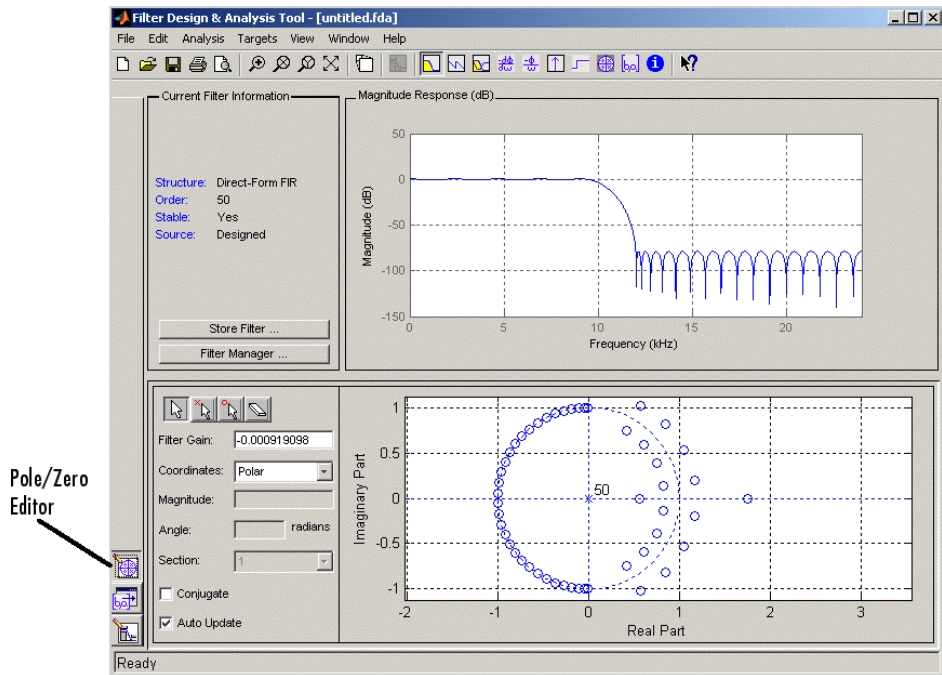 Filter Design & Analysis Tool - [untitled.fda]
File Edit Analysis Targets View Window Help
Current Filter Information
Structure: Direct-Form FIR
Order: 50
Stable: Yes
Source: Designed
Store Filter ...
Filter Manager ...
Magnitude Response (dB)
50
0
-50
-100
-150
Magnitude (dB)
0 5 10 15 20
Frequency (kHz)
Filter Gain: -0.000919098
Coordinates: Polar
Magnitude:
Angle: radians
Section: 1
Conjugate
Auto Update
1
0.5
0
-0.5
-1
Imaginary Part
50
-2 -1 0 1 2 3
Real Part
Pole/Zero
Editor
Ready